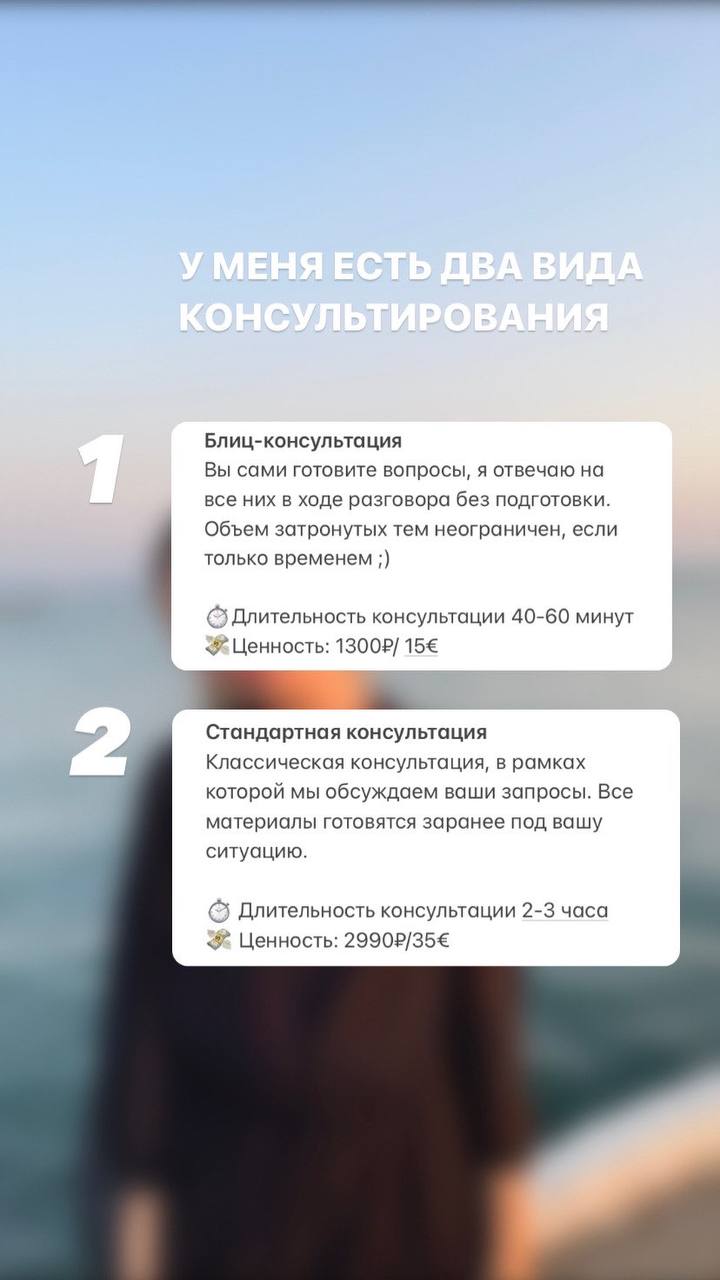 У МЕНЯ ЕСТЬ ДВА ВИДА
КОНСУЛЬТИРОВАНИЯ
1
Блиц-консультация
Вы сами готовите вопросы, я отвечаю на
все них в ходе разговора без подготовки.
Объем затронутых тем неограничен, если
только временем ;)
⏱️Длительность консультации 40-60 минут
💸Ценность: 1300₽/ 15€
2
Стандартная консультация
Классическая консультация, в рамках
которой мы обсуждаем ваши запросы. Все
материалы готовятся заранее под вашу
ситуацию.
⏱️ Длительность консультации 2-3 часа
💸 Ценность: 2990₽/35€